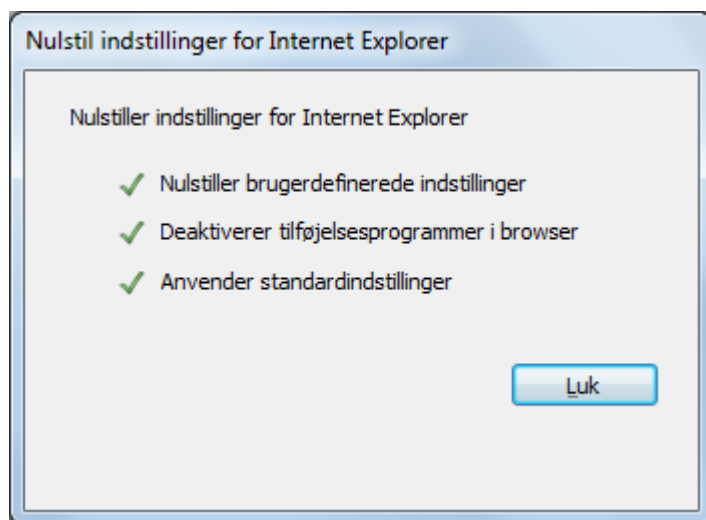 Nulstil indstillinger for Internet Explorer
Nulstiller indstillinger for Internet Explorer
Nulstiller brugerdefinerede indstillinger
Deaktiverer tilføjelsesprogrammer i browser
Anvender standardindstillinger
Luk